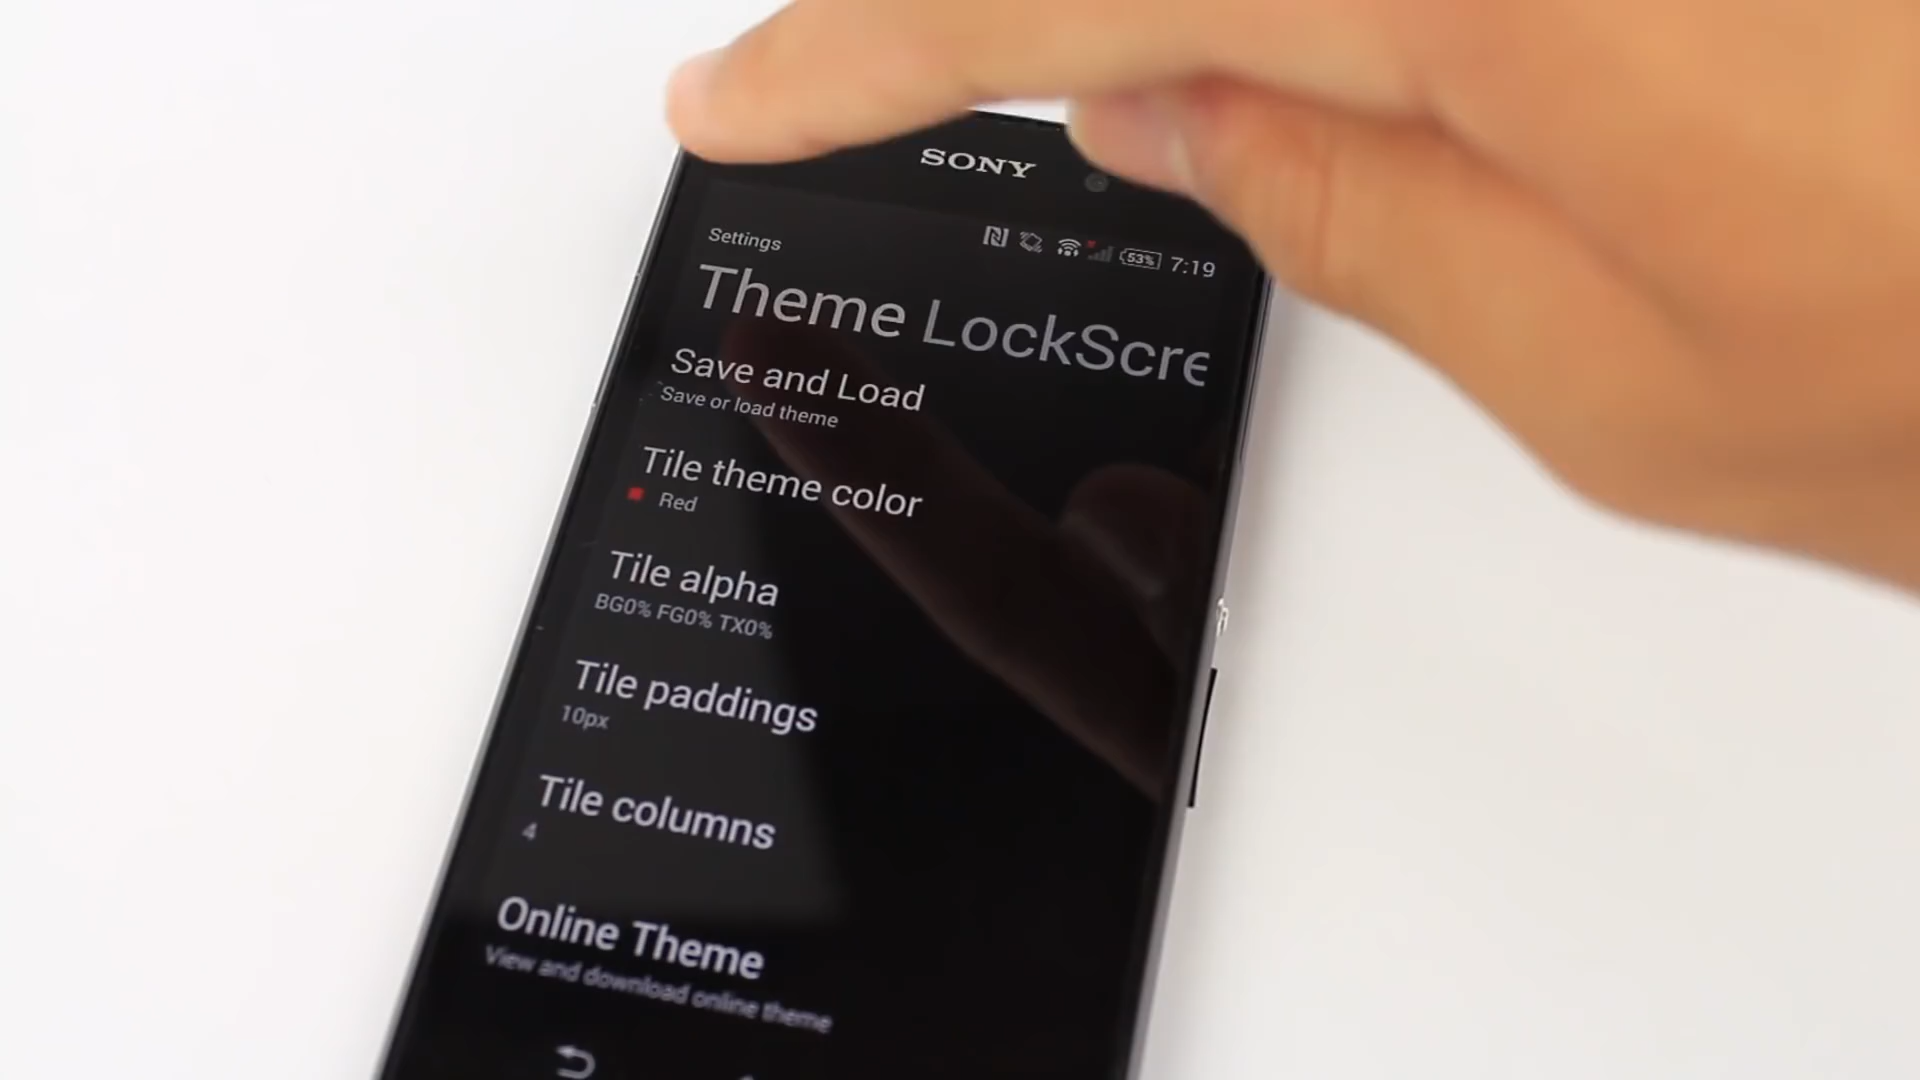 SONY
53% 7:19
Settings
Theme LockScre
Save and Load
Save or load theme
Tile theme color
Red
Tile alpha
BG0% FG0% TX0%
Tile paddings
10px
Tile columns
4
Online Theme
View and download online theme